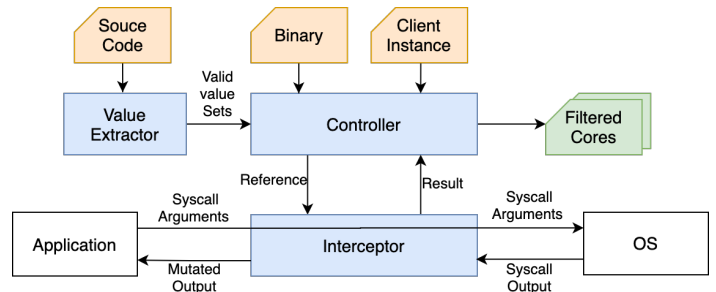 Souce
Code
Binary
Client
Instance
Valid
value
Sets
Value
Extractor
Controller
Filtered
Cores
Reference
Result
Syscall
Arguments
Syscall
Arguments
Application
Interceptor
OS
Mutated
Output
Syscall
Output